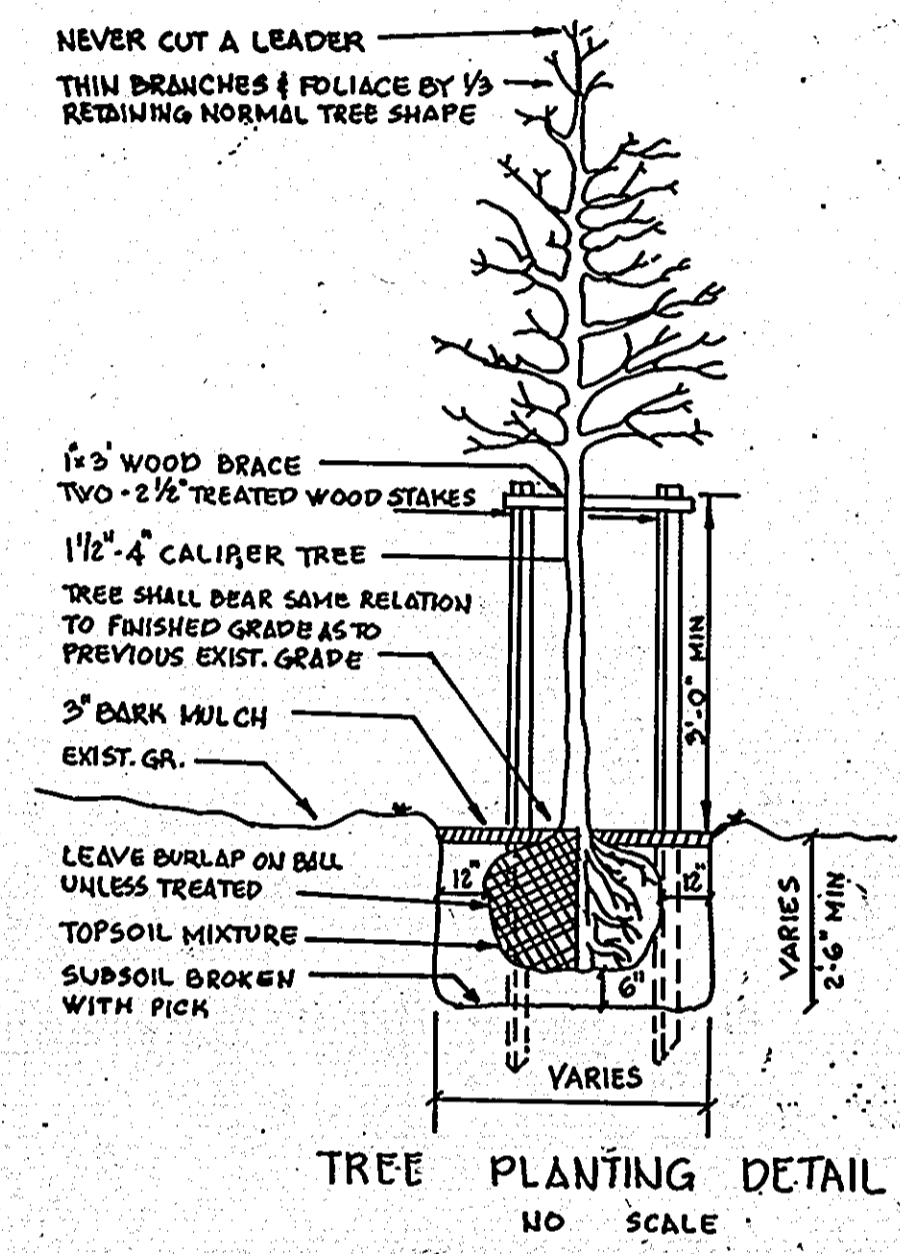 NEVER CUT A LEADER
THIN BRANCHES & FOLIACE BY 1/3
RETAINING NORMAL TREE SHAPE
1"x3" WOOD BRACE
TWO - 2 1/2" TREATED WOOD STAKES
1 1/2"-4" CALIPER TREE
TREE SHALL BEAR SAME RELATION
TO FINISHED GRADE AS TO
PREVIOUS EXIST. GRADE
3'-0" MIN
3" BARK MULCH
EXIST. GR.
LEAVE BURLAP ON BALL
UNLESS TREATED
12"
12"
TOPSOIL MIXTURE
SUBSOIL BROKEN
WITH PICK
6"
VARIES
2'-6" MIN
VARIES
TREE PLANTING DETAIL
NO SCALE